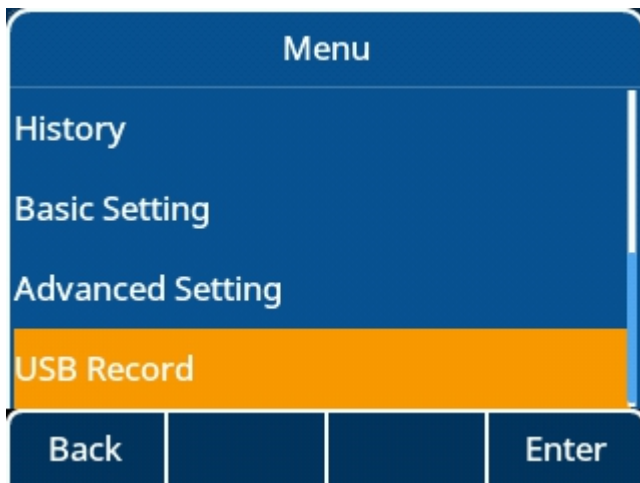 Menu
History
Basic Setting
Advanced Setting
USB Record
Back Enter